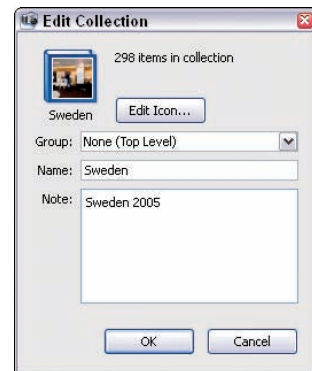 Edit Collection
298 items in collection
Sweden
Edit Icon...
Group: None (Top Level)
Name: Sweden
Note: Sweden 2005
OK Cancel